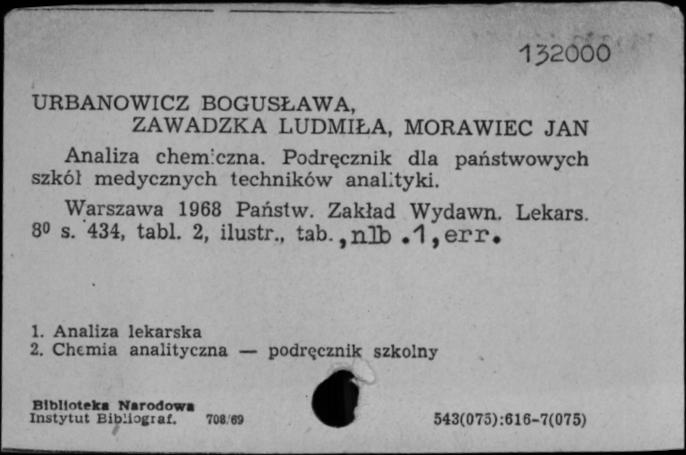 132000
URBANOWICZ BOGUSŁAWA,
ZAWADZKA LUDMIŁA, MORAWIEC JAN
Analiza chemiczna. Podręcznik dla państwowych
szkół medycznych techników analityki.
Warszawa 1968 Państw. Zakład Wydawn. Lekars.
8⁰ s. 434, tabl. 2, ilustr., tab., nlb .1, err.
1. Analiza lekarska
2. Chemia analityczna — podręcznik szkolny
Biblioteka Narodowa
Instytut Bibliograf. 708/69 543(075):616-7(075)